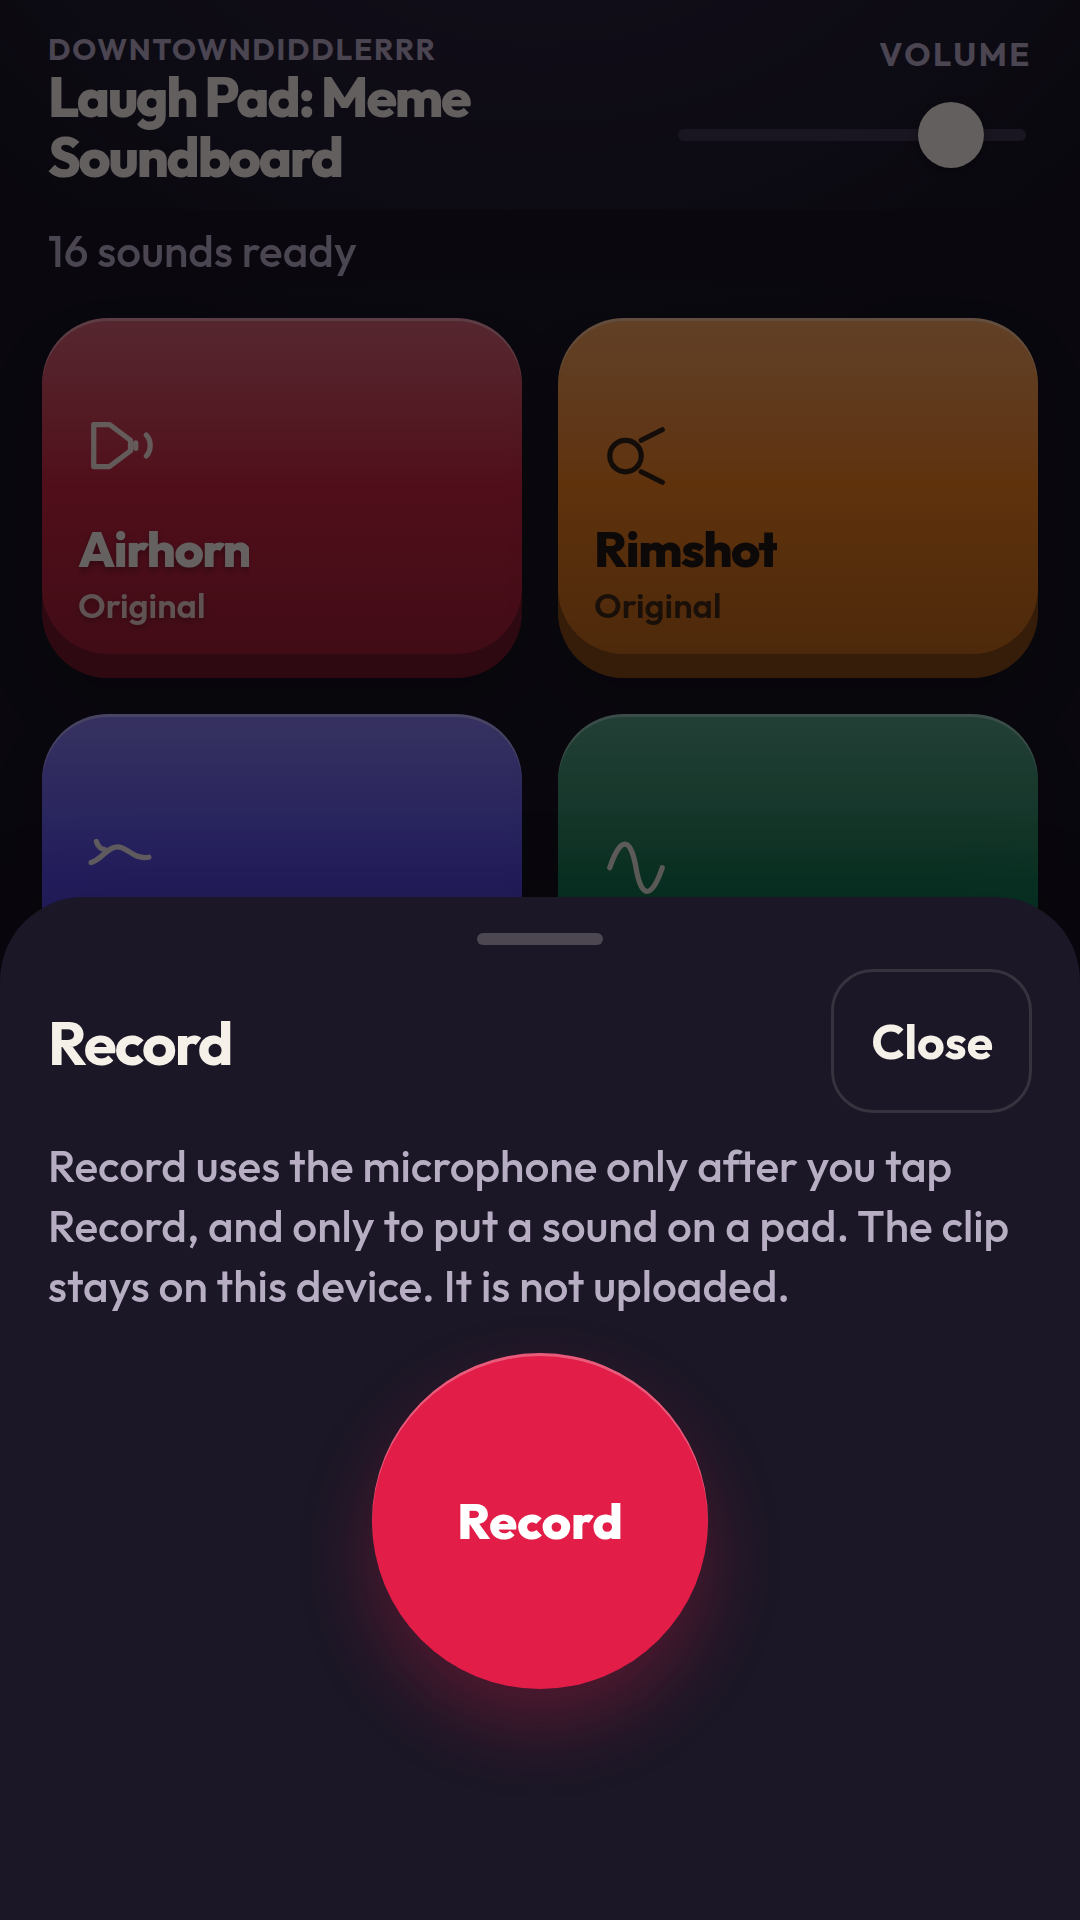 DOWNTOWNDIDDLERRR
Laugh Pad: Meme
Soundboard
VOLUME
16 sounds ready
Airhorn
Original
Rimshot
Original
Record
Close
Record uses the microphone only after you tap
Record, and only to put a sound on a pad. The clip
stays on this device. It is not uploaded.
Record